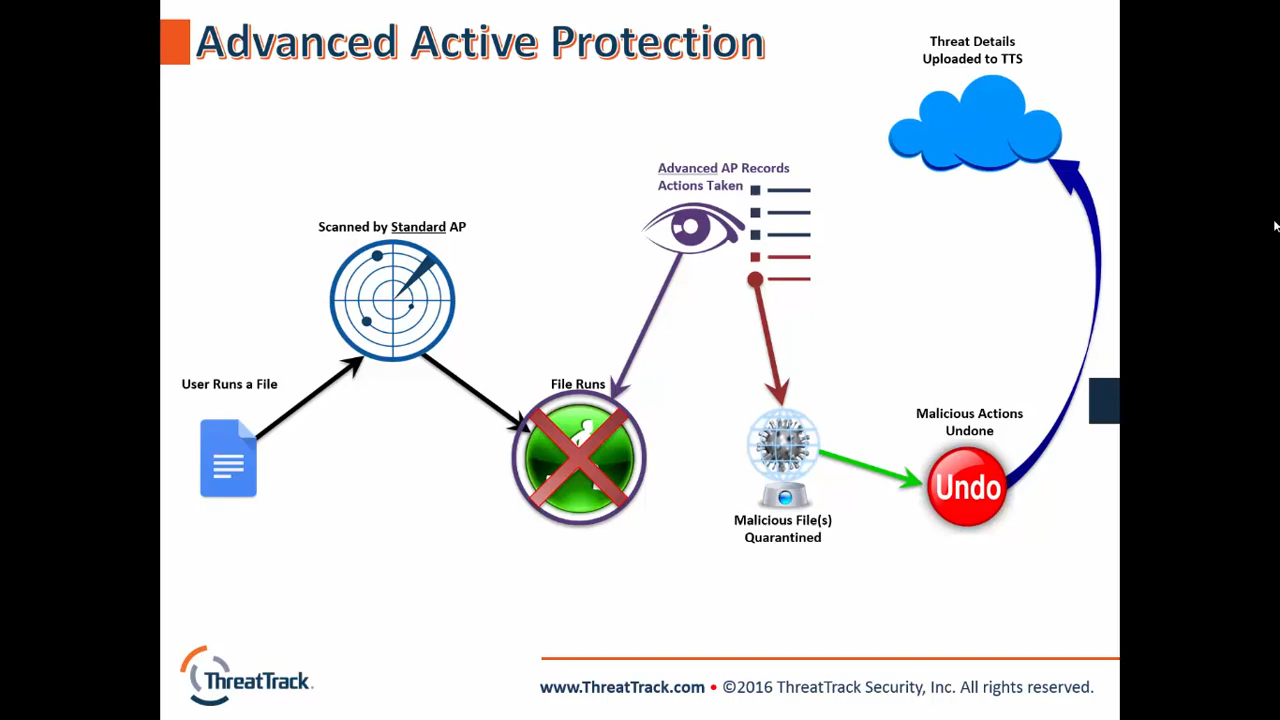 Advanced Active Protection
Threat Details
Uploaded to TTS
Advanced AP Records
Actions Taken
Scanned by Standard AP
User Runs a File
File Runs
Malicious Actions
Undone
Undo
Malicious File(s)
Quarantined
ThreatTrack.
www.ThreatTrack.com • ©2016 ThreatTrack Security, Inc. All rights reserved.